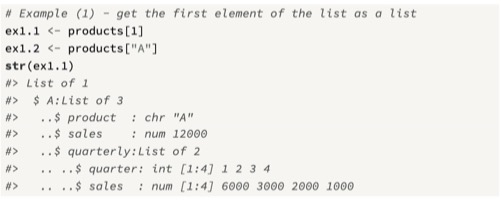 # Example (1) - get the first element of the list as a list
ex1.1 <- products[1]
ex1.2 <- products["A"]
str(ex1.1)
#> List of 1
#>  $ A:List of 3
#>   ..$ product  : chr "A"
#>   ..$ sales    : num 12000
#>   ..$ quarterly:List of 2
#>   .. ..$ quarter: int [1:4] 1 2 3 4
#>   .. ..$ sales  : num [1:4] 6000 3000 2000 1000